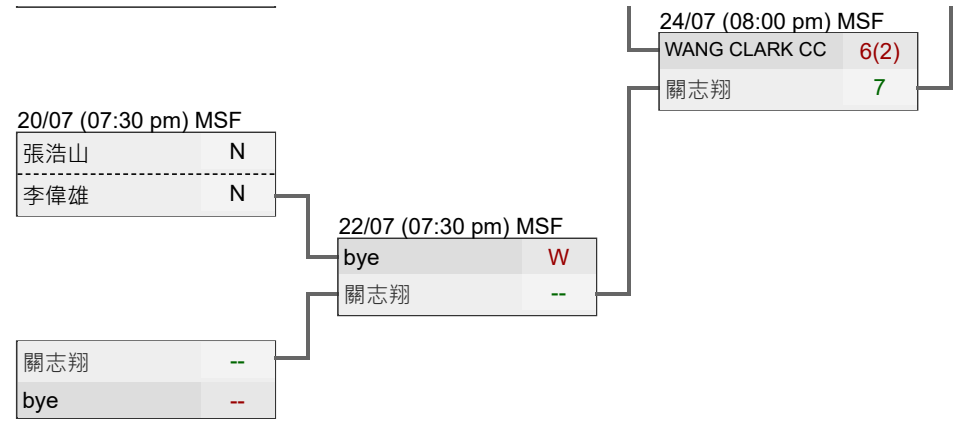 24/07 (08:00 pm) MSF
WANG CLARK CC 6(2)
關志翔 7
20/07 (07:30 pm) MSF
張浩山 N
李偉雄 N
22/07 (07:30 pm) MSF
bye W
關志翔 --
關志翔 --
bye --